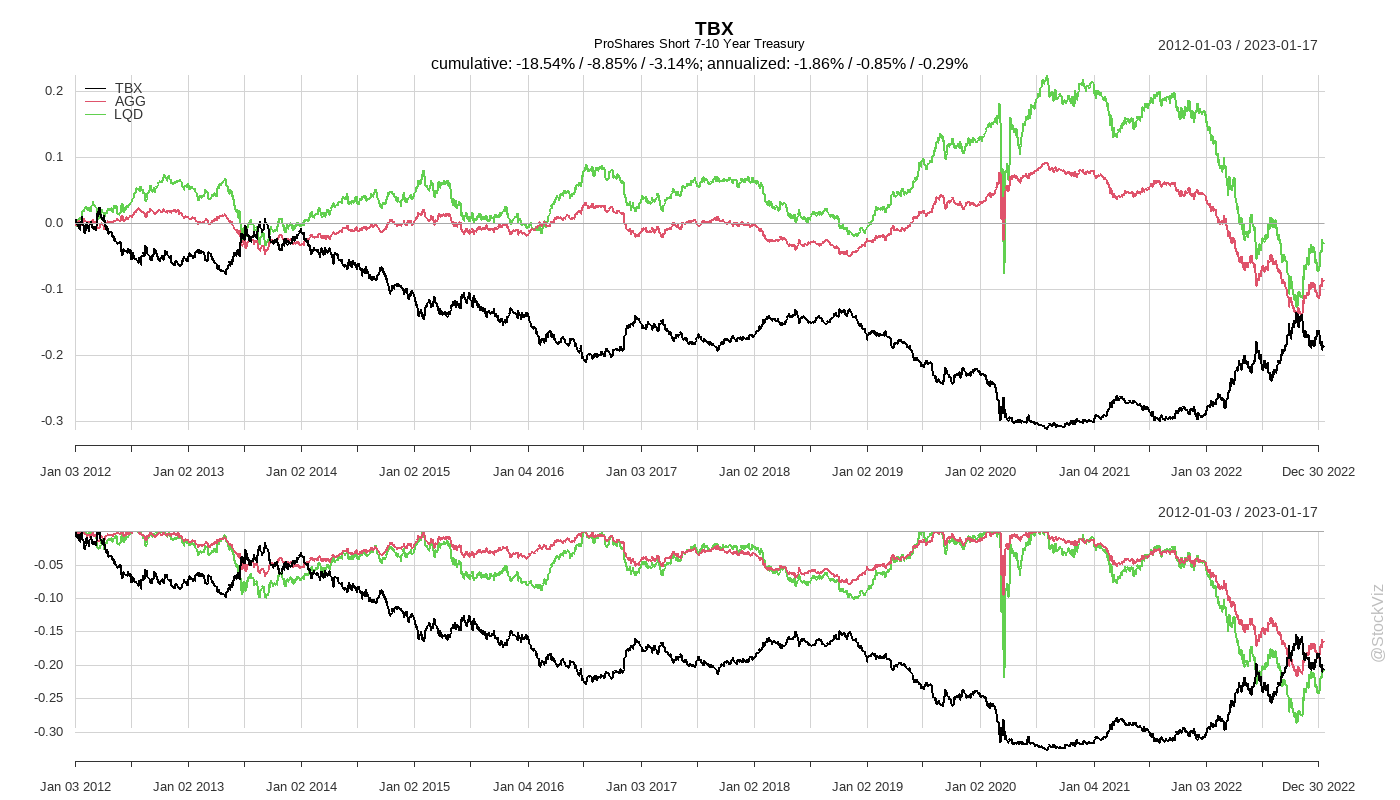 TBX
ProShares Short 7-10 Year Treasury
2012-01-03 / 2023-01-17
cumulative: -18.54% / -8.85% / -3.14%; annualized: -1.86% / -0.85% / -0.29%
TBX
AGG
LQD
0.2
0.1
0.0
-0.1
-0.2
-0.3
Jan 03 2012 Jan 02 2013 Jan 02 2014 Jan 02 2015 Jan 04 2016 Jan 03 2017 Jan 02 2018 Jan 02 2019 Jan 02 2020 Jan 04 2021 Jan 03 2022 Dec 30 2022
2012-01-03 / 2023-01-17
-0.05
-0.10
-0.15
-0.20
-0.25
-0.30
Jan 03 2012 Jan 02 2013 Jan 02 2014 Jan 02 2015 Jan 04 2016 Jan 03 2017 Jan 02 2018 Jan 02 2019 Jan 02 2020 Jan 04 2021 Jan 03 2022 Dec 30 2022
@StockViz